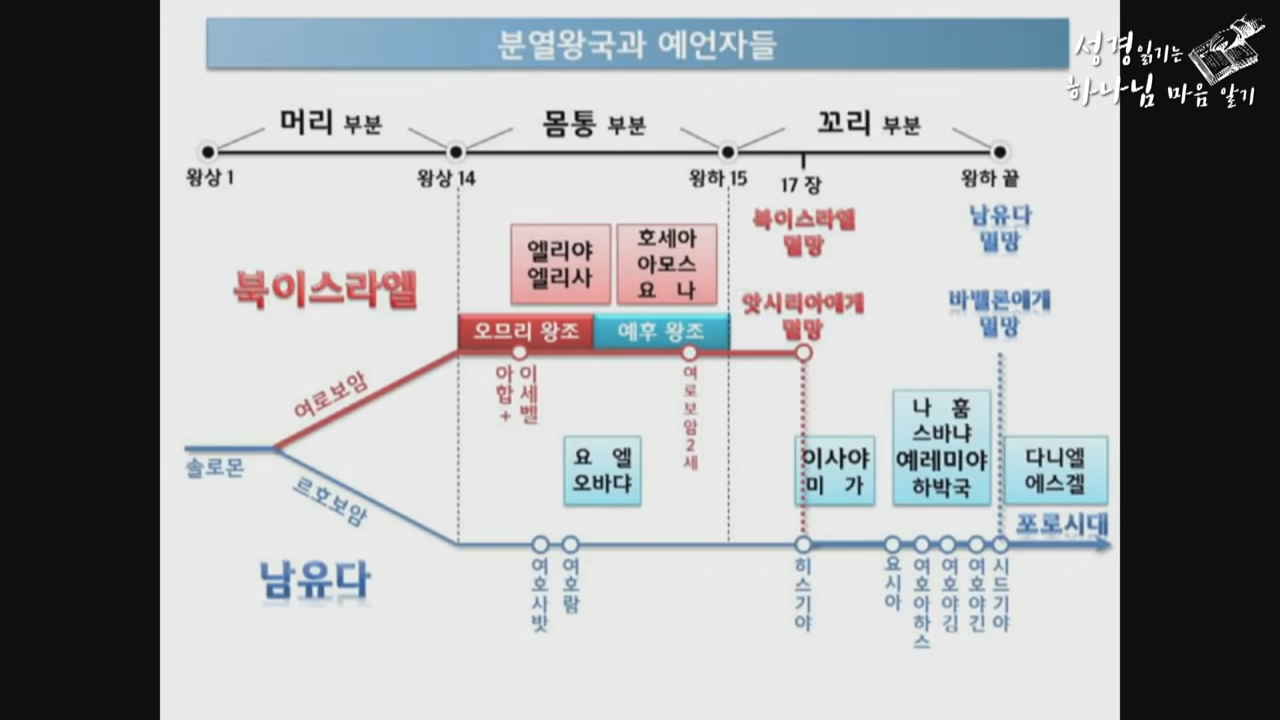 분열왕국과 예언자들
성경읽기는
하나님 마음 알기
머리 부분
몸통 부분
꼬리 부분
왕상 1
왕상 14
왕하 15
17 장
왕하 끝
북이스라엘
멸망
남유다
멸망
엘리야
엘리사
호세아
아모스
요 나
북이스라엘
앗시리아에게
멸망
바벨론에게
멸망
오므리 왕조
예후 왕조
여로보암
아합+
이세벨
여로보암2세
솔로몬
르호보암
요 엘
오바댜
이사야
미 가
나 훔
스바냐
예레미야
하박국
다니엘
에스겔
포로시대
남유다
여호사밧
여호람
히스기야
요시아
여호아하스
여호야김
여호야긴
시드기야